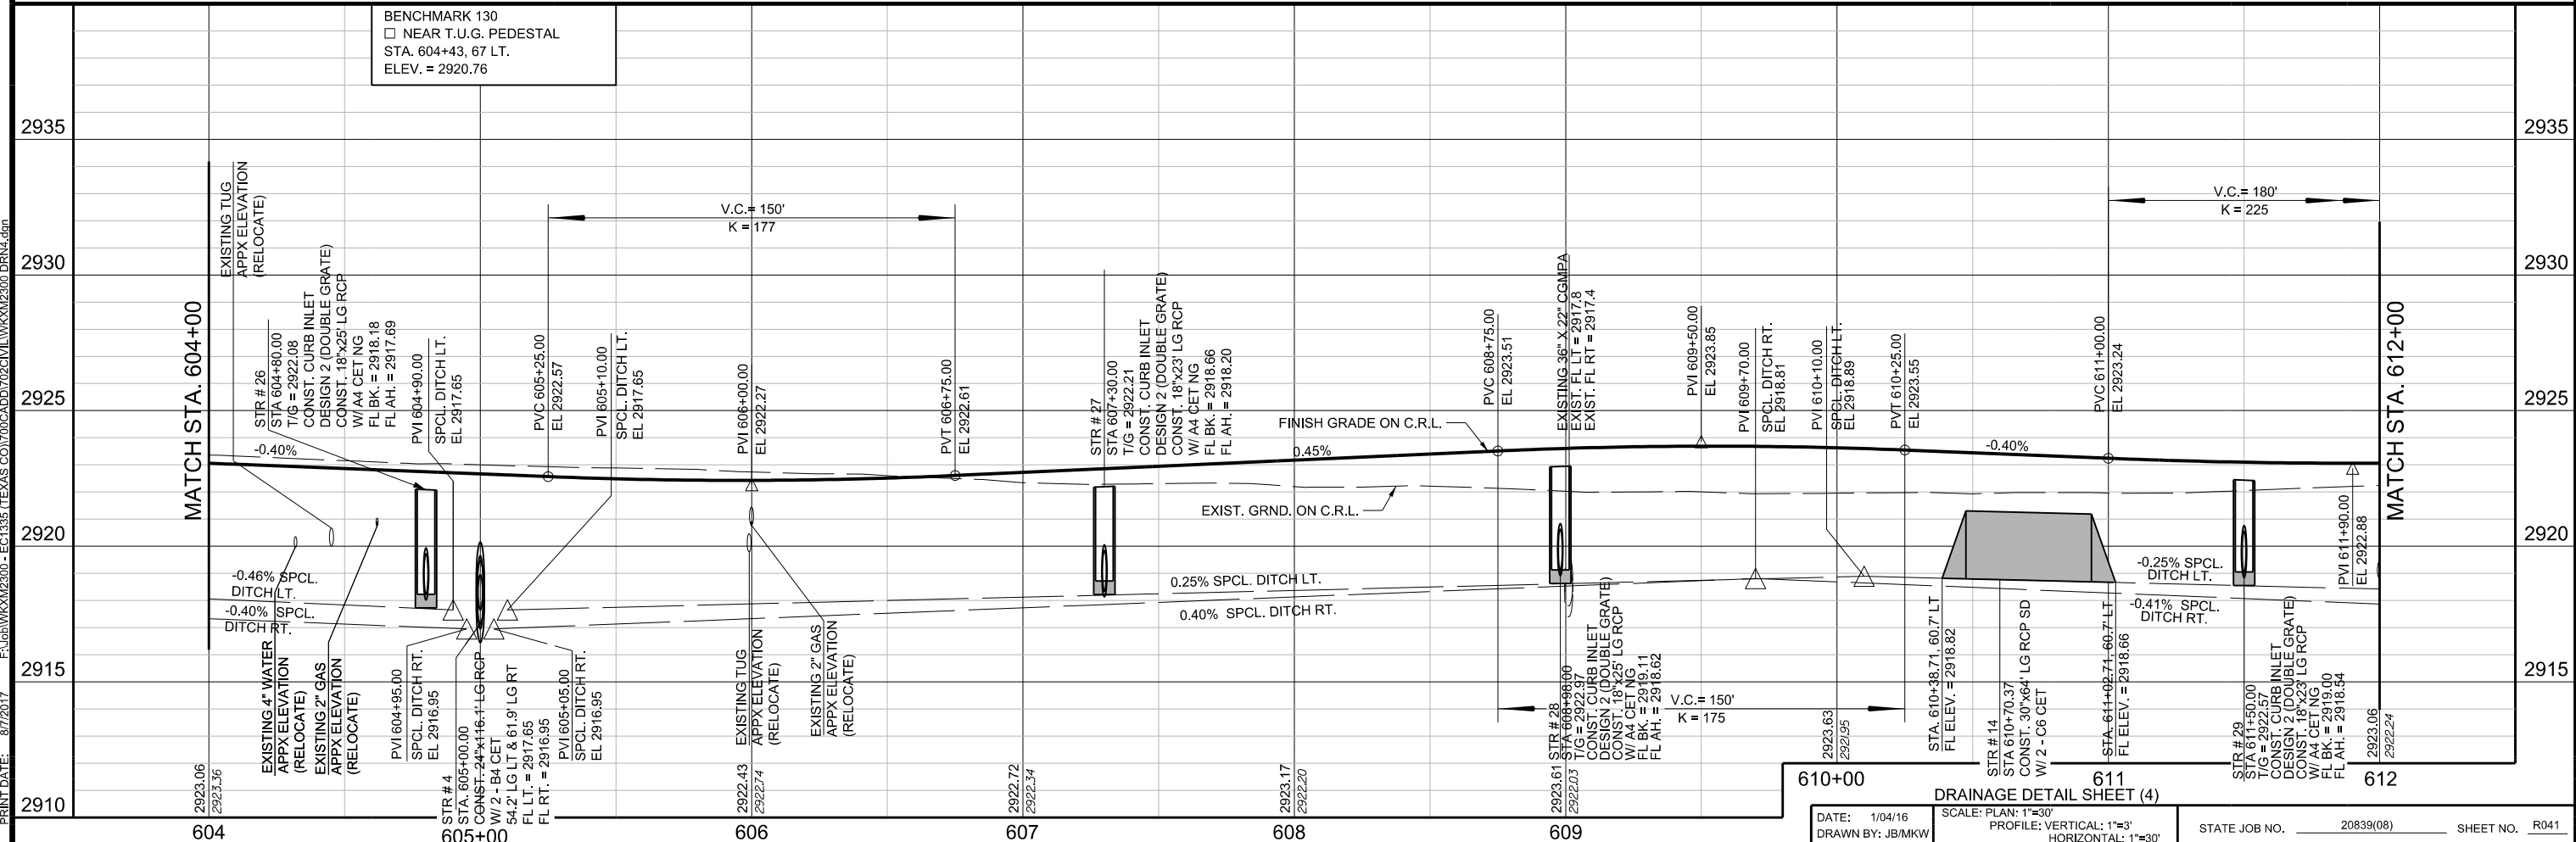 BENCHMARK 130
☐ NEAR T.U.G. PEDESTAL
STA. 604+43, 67 LT.
ELEV. = 2920.76
2935
2930
2925
2920
2915
2910
2935
2930
2925
2920
2915
PRINT DATE: 8/7/2017
MATCH STA. 604+00
EXISTING TUG
APPX ELEVATION
(RELOCATE)
STR # 26
STA 604+80.00
T/G = 2922.08
CONST. CURB INLET
DESIGN 2 (DOUBLE GRATE)
CONST. 18"x25' LG RCP
W/ A4 CET NG
FL BK. = 2918.18
FL AH. = 2917.69
PVI 604+90.00
SPCL. DITCH LT.
EL 2917.65
PVC 605+25.00
EL 2922.57
PVI 605+10.00
SPCL. DITCH LT.
EL 2917.65
V.C.= 150'
K = 177
PVI 606+00.00
EL 2922.27
PVT 606+75.00
EL 2922.61
STR # 27
STA 607+30.00
T/G = 2922.21
CONST. CURB INLET
DESIGN 2 (DOUBLE GRATE)
CONST. 18"x23' LG RCP
W/ A4 CET NG
FL BK. = 2918.66
FL AH. = 2918.20
FINISH GRADE ON C.R.L.
EXIST. GRND. ON C.R.L.
PVC 608+75.00
EL 2923.51
EXISTING 36" X 22" CGMPA
EXIST. FL LT = 2917.8
EXIST. FL RT = 2917.4
PVI 609+50.00
EL 2923.85
PVI 609+70.00
SPCL. DITCH RT.
EL 2918.81
PVI 610+10.00
SPCL. DITCH LT.
EL 2918.89
PVT 610+25.00
EL 2923.55
PVC 611+00.00
EL 2923.24
V.C.= 180'
K = 225
MATCH STA. 612+00
-0.40%
0.45%
-0.40%
-0.46% SPCL.
DITCH LT.
-0.40% SPCL.
DITCH RT.
0.25% SPCL. DITCH LT.
0.40% SPCL. DITCH RT.
-0.25% SPCL.
DITCH LT.
-0.41% SPCL.
DITCH RT.
PVI 611+90.00
EL 2922.88
EXISTING 4" WATER
APPX ELEVATION
(RELOCATE)
EXISTING 2" GAS
APPX ELEVATION
(RELOCATE)
PVI 604+95.00
SPCL. DITCH RT.
EL 2916.95
STR # 4
STA. 605+00.00
CONST. 24"x116.1' LG RCP
W/ 2 - B4 CET
54.2' LG LT & 61.9' LG RT
FL LT. = 2917.65
FL RT. = 2916.95
PVI 605+05.00
SPCL. DITCH RT.
EL 2916.95
EXISTING TUG
APPX ELEVATION
(RELOCATE)
EXISTING 2" GAS
APPX ELEVATION
(RELOCATE)
STR # 28
STA 608+98.00
T/G = 2922.97
CONST. CURB INLET
DESIGN 2 (DOUBLE GRATE)
CONST. 18"x25' LG RCP
W/ A4 CET NG
FL BK. = 2919.11
FL AH. = 2918.62
V.C.= 150'
K = 175
STA. 610+38.71, 60.7' LT
FL ELEV. = 2918.82
STR # 14
STA 610+70.37
CONST. 30"x64' LG RCP SD
W/ 2 - C6 CET
STA. 611+02.71, 60.7' LT
FL ELEV. = 2918.66
STR # 29
STA 611+50.00
T/G = 2922.57
CONST. CURB INLET
DESIGN 2 (DOUBLE GRATE)
CONST. 18"x23' LG RCP
W/ A4 CET NG
FL BK. = 2919.00
FL AH. = 2918.54
2923.06
2923.36
2922.43
2922.74
2922.72
2922.34
2923.17
2922.20
2923.61
2922.03
2923.63
2923.06
2922.24
604
605+00
606
607
608
609
610+00
611
612
DRAINAGE DETAIL SHEET (4)
DATE: 1/04/16
DRAWN BY: JB/MKW
SCALE: PLAN: 1"=30'
PROFILE: VERTICAL: 1"=3'
HORIZONTAL: 1"=30'
STATE JOB NO. 20839(08)
SHEET NO. R041